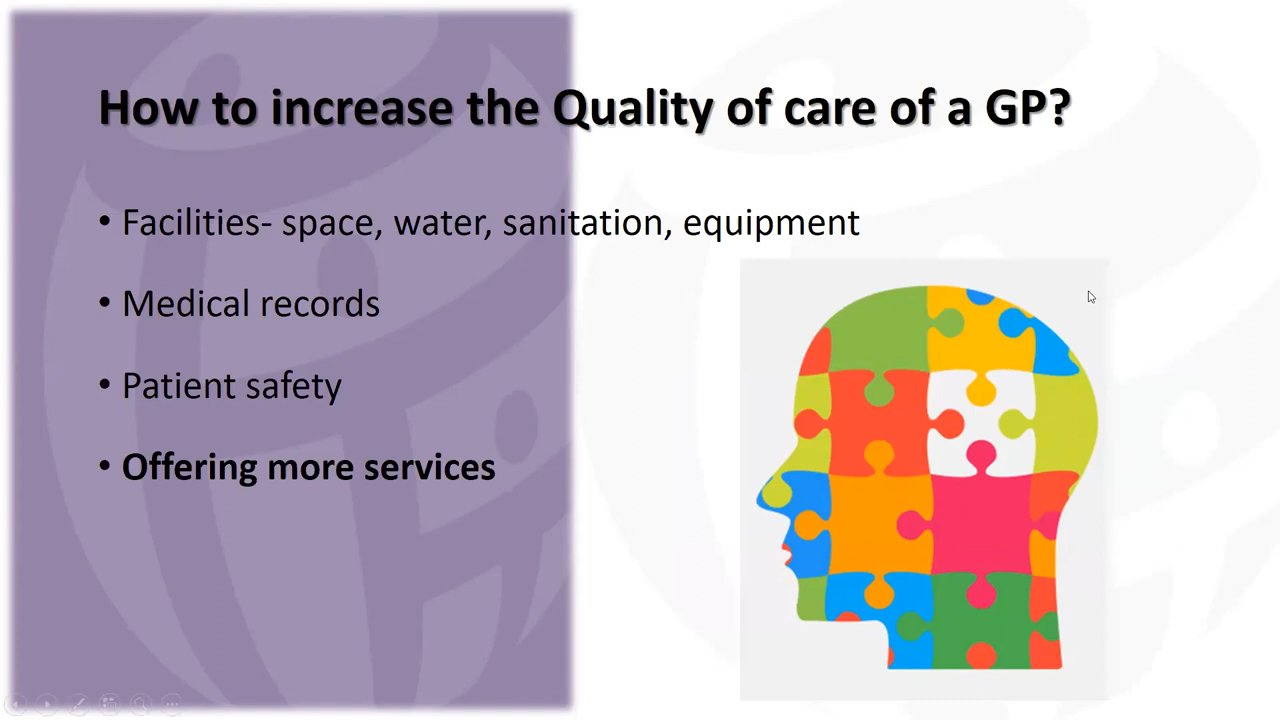 How to increase the Quality of care of a GP?
• Facilities- space, water, sanitation, equipment
• Medical records
• Patient safety
• Offering more services